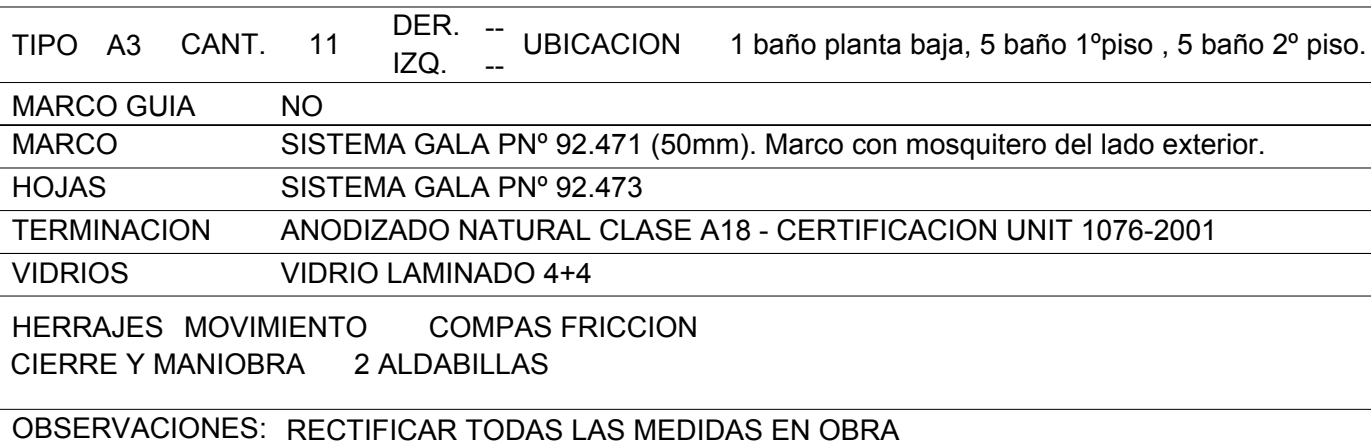 TIPO A3 CANT. 11 DER. -- IZQ. -- UBICACION 1 baño planta baja, 5 baño 1ºpiso , 5 baño 2º piso.
MARCO GUIA NO
MARCO SISTEMA GALA PNº 92.471 (50mm). Marco con mosquitero del lado exterior.
HOJAS SISTEMA GALA PNº 92.473
TERMINACION ANODIZADO NATURAL CLASE A18 - CERTIFICACION UNIT 1076-2001
VIDRIOS VIDRIO LAMINADO 4+4
HERRAJES MOVIMIENTO COMPAS FRICCION
CIERRE Y MANIOBRA 2 ALDABILLAS
OBSERVACIONES: RECTIFICAR TODAS LAS MEDIDAS EN OBRA